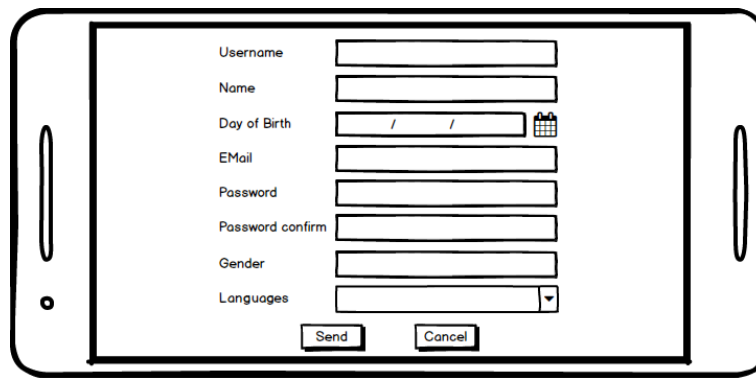 Username
Name
Day of Birth / /
EMail
Password
Password confirm
Gender
Languages
Send Cancel